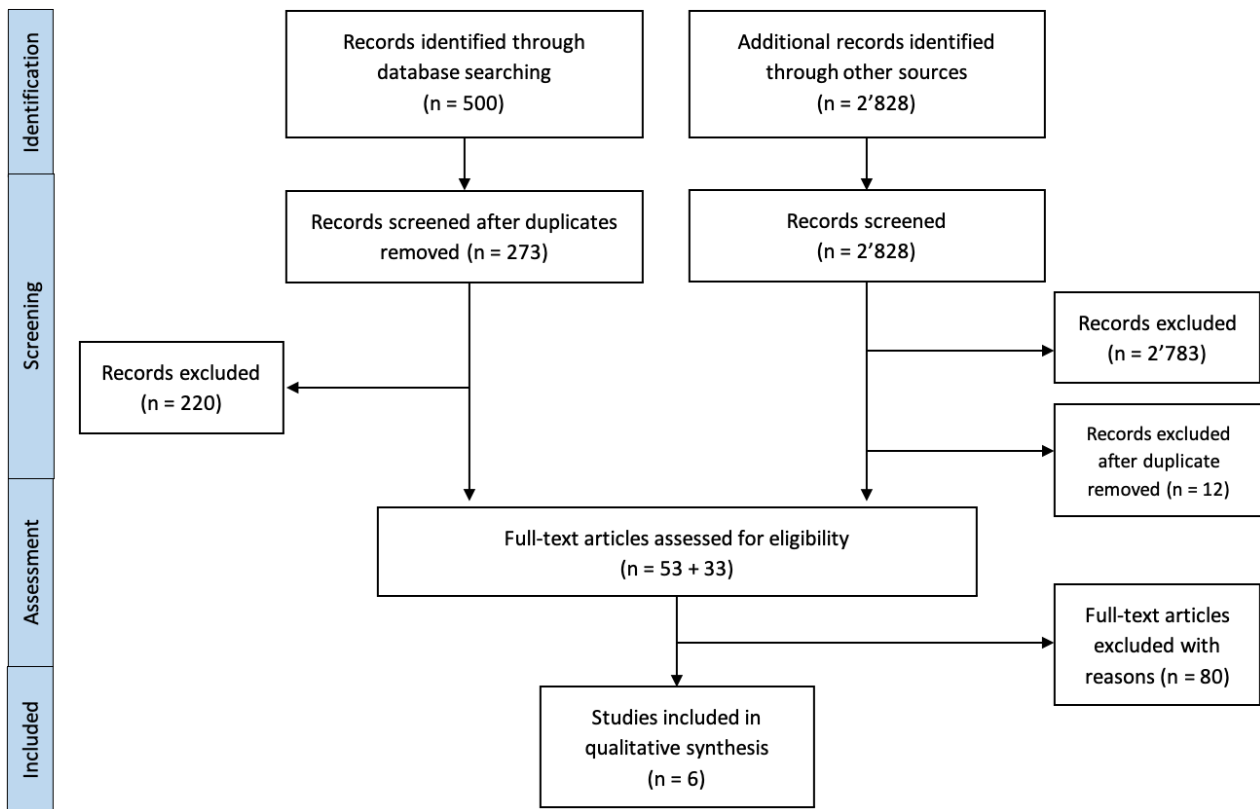 Identification
Records identified through
database searching
(n = 500)
Additional records identified
through other sources
(n = 2’828)
Screening
Records screened after duplicates
removed (n = 273)
Records screened
(n = 2’828)
Records excluded
(n = 2’783)
Records excluded
(n = 220)
Records excluded
after duplicate
removed (n = 12)
Assessment
Full-text articles assessed for eligibility
(n = 53 + 33)
Full-text articles
excluded with
reasons (n = 80)
Included
Studies included in
qualitative synthesis
(n = 6)